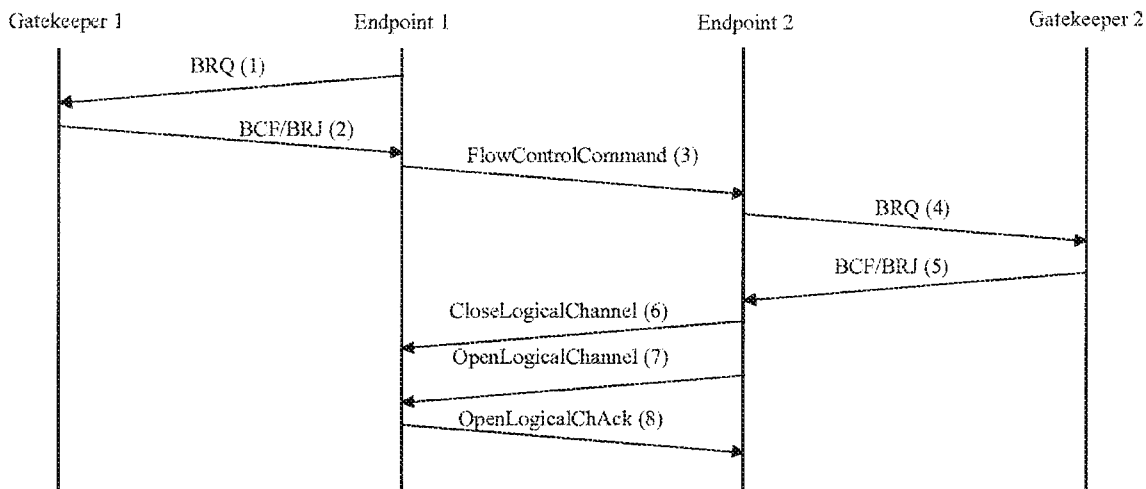 Gatekeeper 1
Endpoint 1
Endpoint 2
Gatekeeper 2
BRQ (1)
BCF/BRJ (2)
FlowControlCommand (3)
BRQ (4)
BCF/BRJ (5)
CloseLogicalChannel (6)
OpenLogicalChannel (7)
OpenLogicalChAck (8)